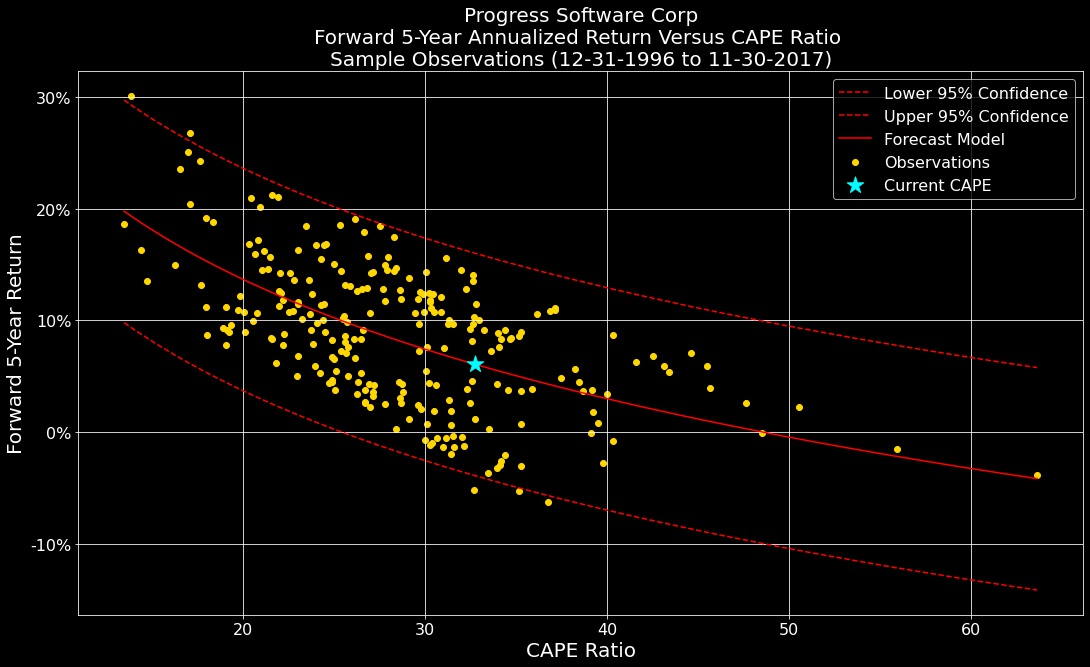 Progress Software Corp
Forward 5-Year Annualized Return Versus CAPE Ratio
Sample Observations (12-31-1996 to 11-30-2017)
Lower 95% Confidence
Upper 95% Confidence
Forecast Model
Observations
Current CAPE
Forward 5-Year Return
30%
20%
10%
0%
-10%
20
30
40
50
60
CAPE Ratio